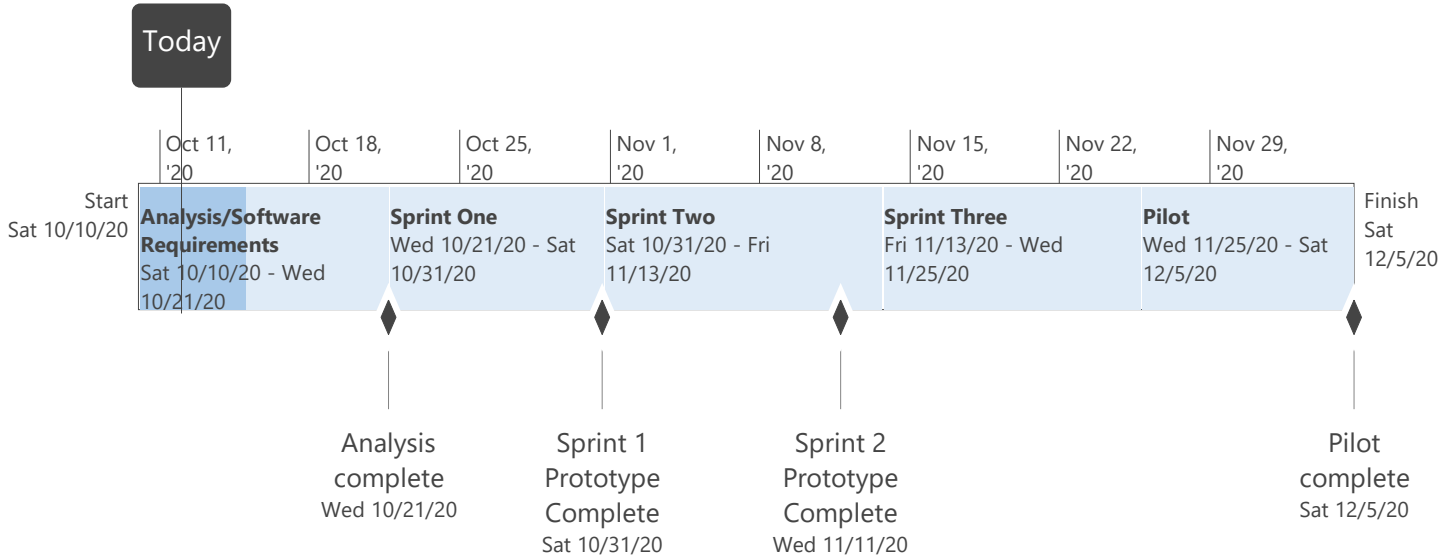 Today
Oct 11,
'20
Oct 18,
'20
Oct 25,
'20
Nov 1,
'20
Nov 8,
'20
Nov 15,
'20
Nov 22,
'20
Nov 29,
'20
Start
Sat 10/10/20
Analysis/Software
Requirements
Sat 10/10/20 - Wed
10/21/20
Sprint One
Wed 10/21/20 - Sat
10/31/20
Sprint Two
Sat 10/31/20 - Fri
11/13/20
Sprint Three
Fri 11/13/20 - Wed
11/25/20
Pilot
Wed 11/25/20 - Sat
12/5/20
Finish
Sat
12/5/20
Analysis
complete
Wed 10/21/20
Sprint 1
Prototype
Complete
Sat 10/31/20
Sprint 2
Prototype
Complete
Wed 11/11/20
Pilot
complete
Sat 12/5/20